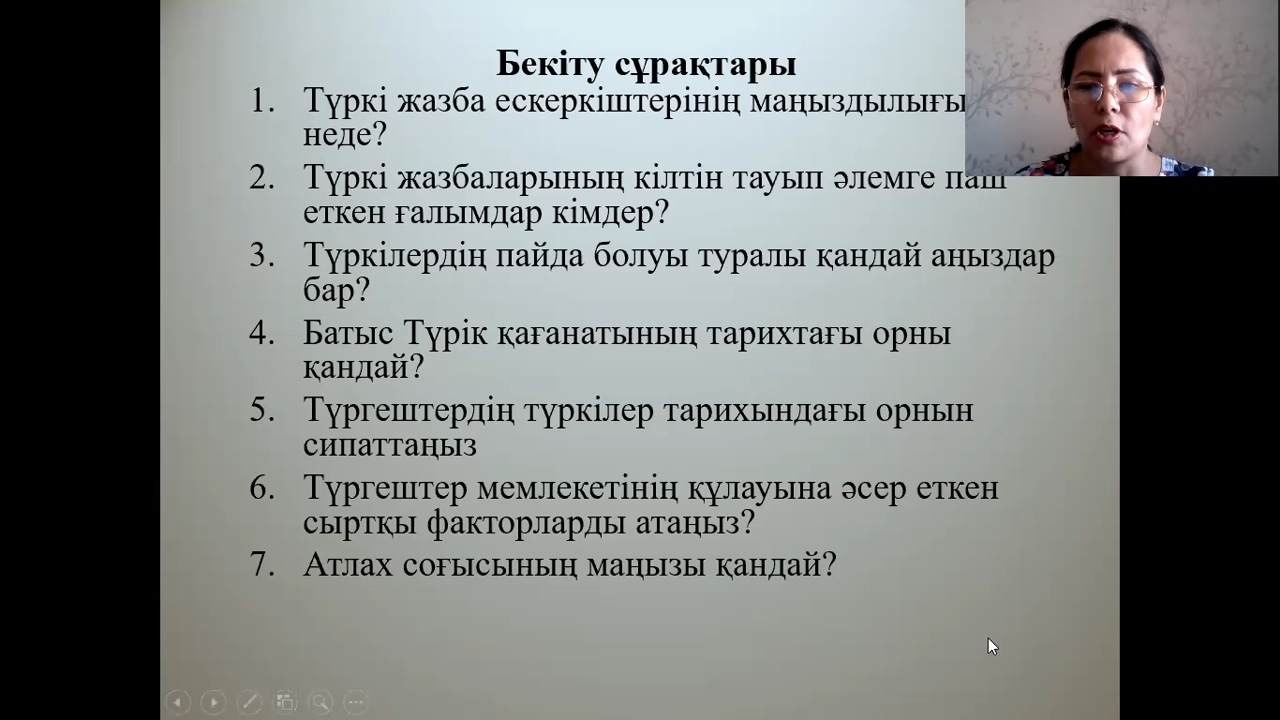 Бекіту сұрақтары
1. Түркі жазба ескеркіштерінің маңыздылығы
неде?
2. Түркі жазбаларының кілтін тауып әлемге паш
еткен ғалымдар кімдер?
3. Түркілердің пайда болуы туралы қандай аңыздар
бар?
4. Батыс Түрік қағанатының тарихтағы орны
қандай?
5. Түргештердің түркілер тарихындағы орнын
сипаттаңыз
6. Түргештер мемлекетінің құлауына әсер еткен
сыртқы факторларды атаңыз?
7. Атлах соғысының маңызы қандай?